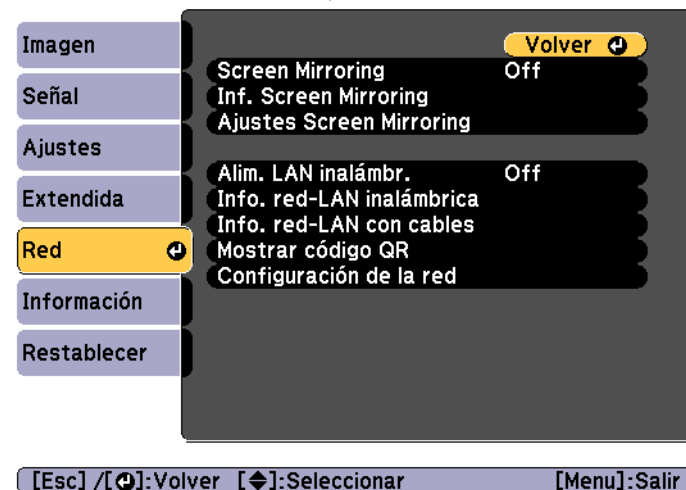 Imagen
Señal
Ajustes
Extendida
Red
Información
Restablecer
Volver
Screen Mirroring Off
Inf. Screen Mirroring
Ajustes Screen Mirroring
Alim. LAN inalámbr. Off
Info. red-LAN inalámbrica
Info. red-LAN con cables
Mostrar código QR
Configuración de la red
[Esc] /[⏎]:Volver [◆]:Seleccionar [Menu]:Salir